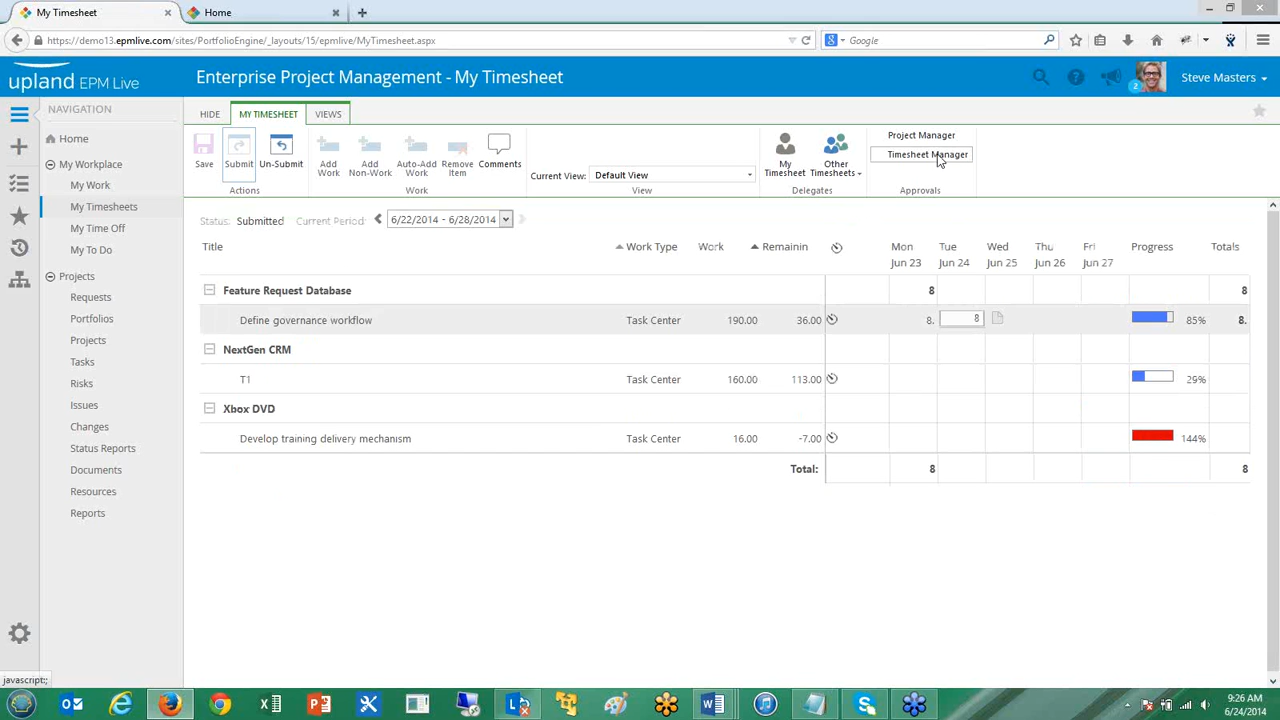 My Timesheet × Home × +
https://demo13.epmlive.com/sites/PortfolioEngine/_layouts/15/epmlive/MyTimesheet.aspx Google
upland EPM Live Enterprise Project Management - My Timesheet 2 Steve Masters
NAVIGATION
Home
My Workplace
My Work
My Timesheets
My Time Off
My To Do
Projects
Requests
Portfolios
Projects
Tasks
Risks
Issues
Changes
Status Reports
Documents
Resources
Reports
HIDE MY TIMESHEET VIEWS
Save Submit Un-Submit
Actions
Add Work Add Non-Work Auto-Add Work Remove Item Comments
Work
Current View: Default View
View
My Timesheet Other Timesheets
Delegates
Project Manager
Timesheet Manager
Approvals
Status: Submitted Current Period: 6/22/2014 - 6/28/2014
Title Work Type Work Remainin Mon Jun 23 Tue Jun 24 Wed Jun 25 Thu Jun 26 Fri Jun 27 Progress Totals
Feature Request Database 8 8
Define governance workflow Task Center 190.00 36.00 8. 8 85% 8.
NextGen CRM
T1 Task Center 160.00 113.00 29%
Xbox DVD
Develop training delivery mechanism Task Center 16.00 -7.00 144%
Total: 8 8
javascript:;
9:26 AM
6/24/2014